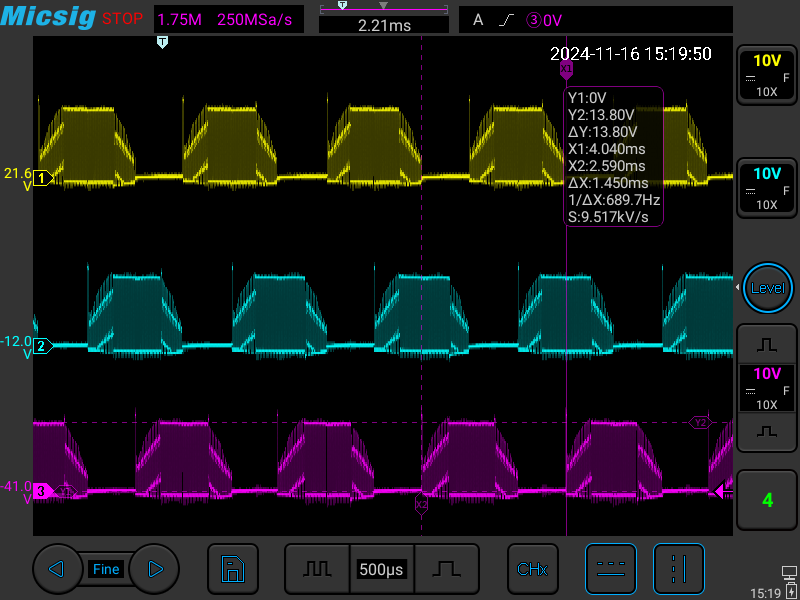 Micsig STOP 1.75M 250MSa/s T 2.21ms A 3 0V
T
2024-11-16 15:19:50
X1
10V
F
10X
Y1:0V
Y2:13.80V
ΔY:13.80V
X1:4.040ms
X2:2.590ms
ΔX:1.450ms
1/ΔX:689.7Hz
S:9.517kV/s
21.6
V
1
10V
F
10X
Level
-12.0
V
2
10V
F
10X
Y2
-41.0
V
3
Y1
X2
4
Fine
500µs
CHx
15:19